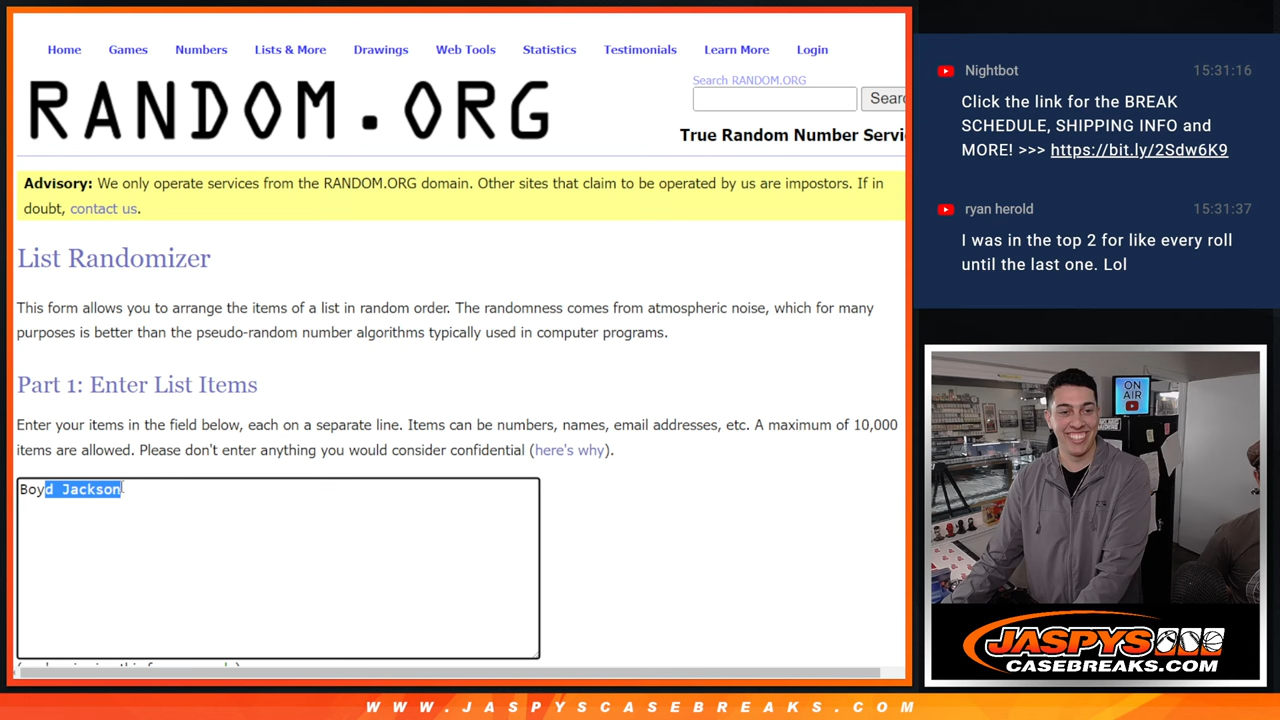 Home Games Numbers Lists & More Drawings Web Tools Statistics Testimonials Learn More Login
RANDOM.ORG
Search RANDOM.ORG
Searc
True Random Number Servi
Advisory: We only operate services from the RANDOM.ORG domain. Other sites that claim to be operated by us are impostors. If in
doubt, contact us.
List Randomizer
This form allows you to arrange the items of a list in random order. The randomness comes from atmospheric noise, which for many
purposes is better than the pseudo-random number algorithms typically used in computer programs.
Part 1: Enter List Items
Enter your items in the field below, each on a separate line. Items can be numbers, names, email addresses, etc. A maximum of 10,000
items are allowed. Please don't enter anything you would consider confidential (here's why).
Boyd Jackson
Nightbot 15:31:16
Click the link for the BREAK
SCHEDULE, SHIPPING INFO and
MORE! >>> https://bit.ly/2Sdw6K9
ryan herold 15:31:37
I was in the top 2 for like every roll
until the last one. Lol
ON
AIR
JASPYS
CASEBREAKS.COM
WWW.JASPYSCASEBREAKS.COM